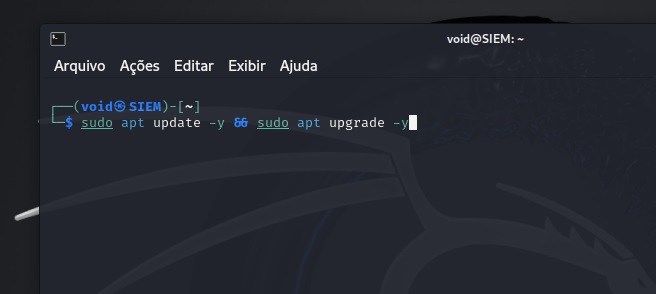 void@SIEM: ~
Arquivo Ações Editar Exibir Ajuda
┌──(void㉿SIEM)-[~]
└─$ sudo apt update -y && sudo apt upgrade -y